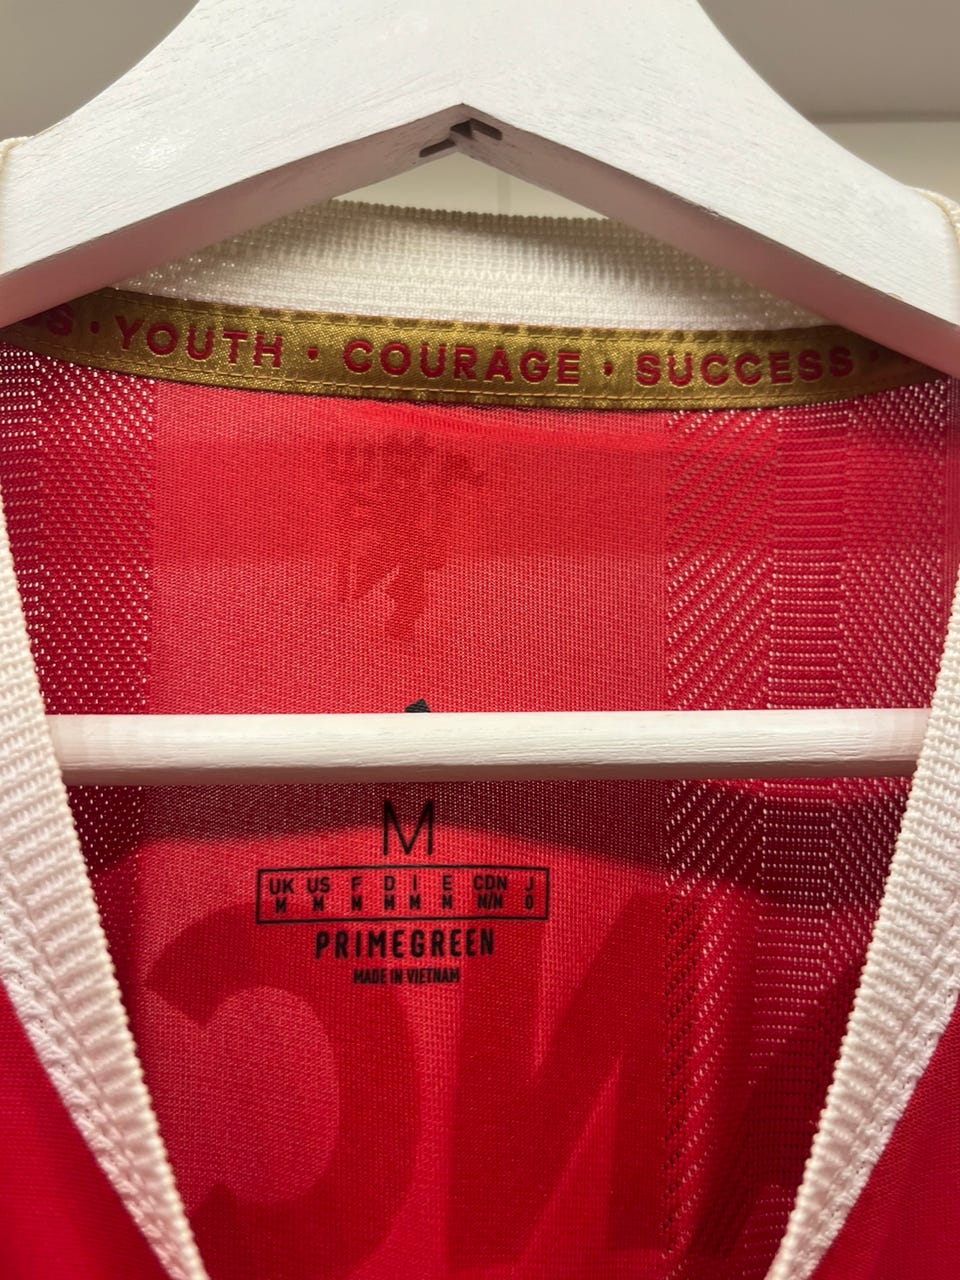 S · YOUTH · COURAGE · SUCCESS ·
M
UK US F D I E CDN J
M M M M M M N/M O
PRIMEGREEN
MADE IN VIETNAM